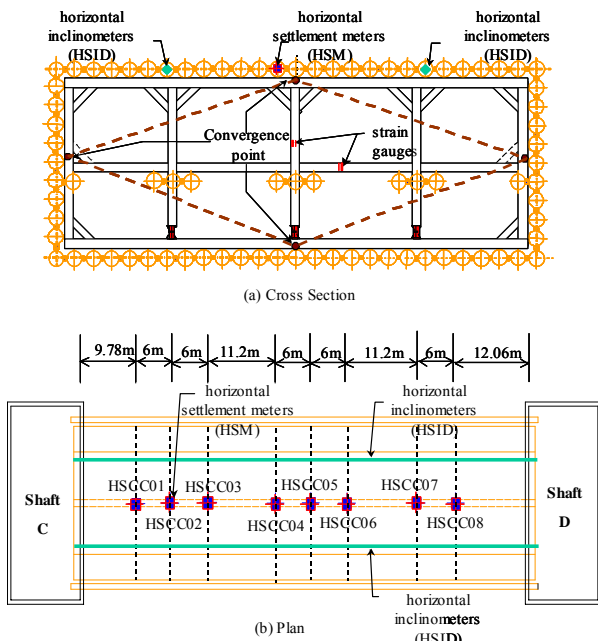 horizontal
inclinometers
(HSID)
horizontal
settlement meters
(HSM)
horizontal
inclinometers
(HSID)
Convergence
point
strain
gauges
(a) Cross Section
9.78m
6m
6m
11.2m
6m
6m
11.2m
6m
12.06m
horizontal
settlement meters
(HSM)
horizontal
inclinometers
(HSID)
HSCC01
HSCC02
HSCC03
HSCC04
HSCC05
HSCC06
HSCC07
HSCC08
Shaft
C
Shaft
D
horizontal
inclinometers
(HSID)
(b) Plan